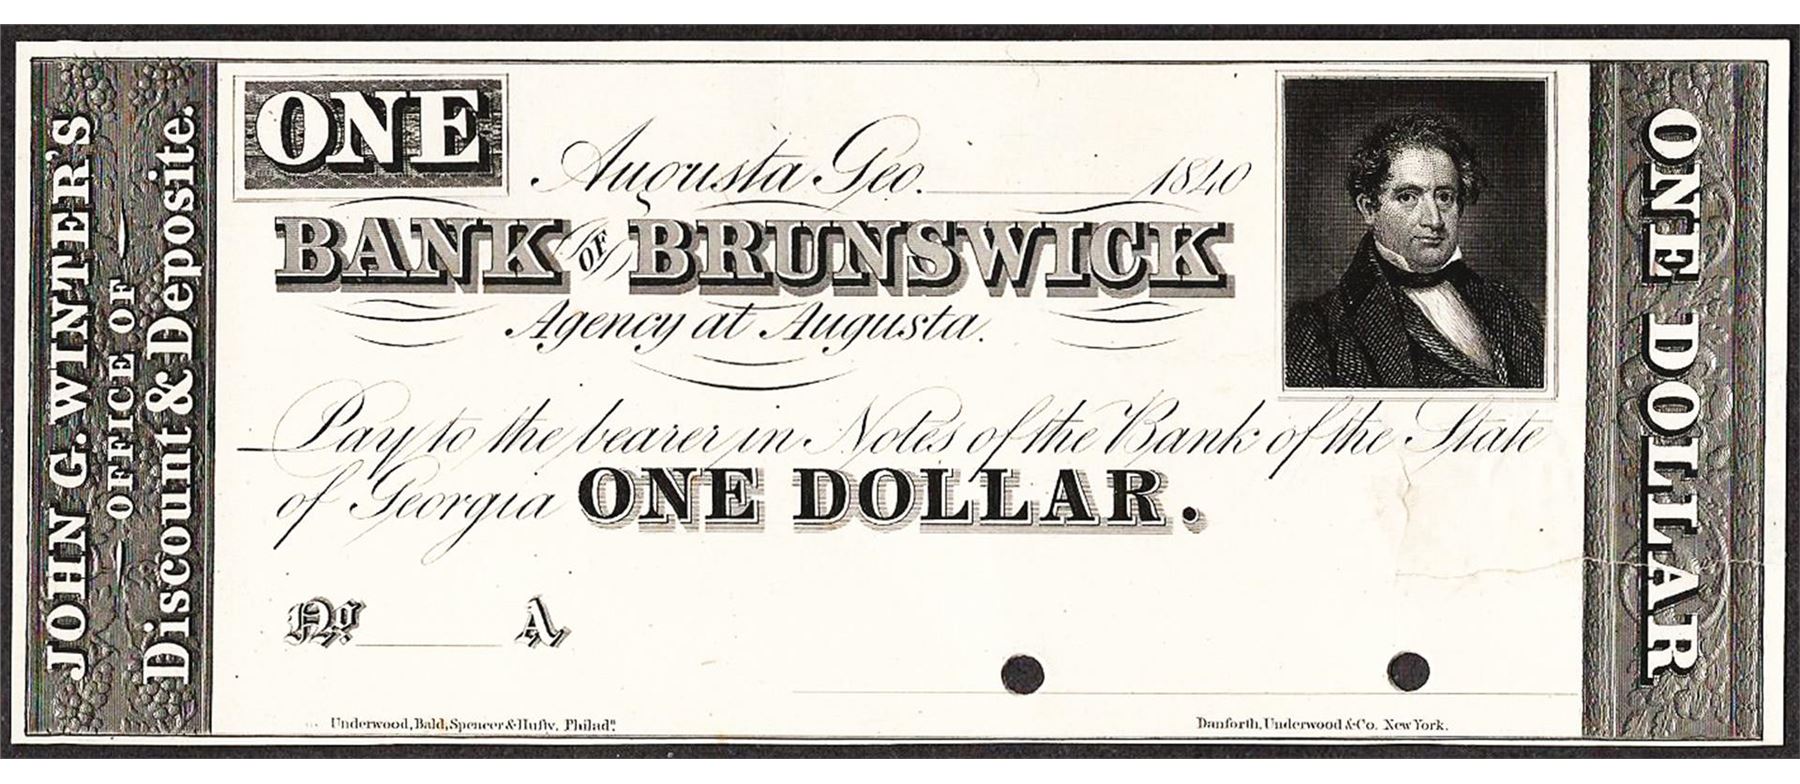 JOHN G. WINTER'S
OFFICE OF
Discount & Deposite.
ONE
Augusta Geo. 1840
BANK OF BRUNSWICK
Agency at Augusta.
Pay to the bearer in Notes of the Bank of the State
of Georgia ONE DOLLAR.
No. A,
Underwood, Bald, Spencer & Hufty, Philada.
Danforth, Underwood & Co. New York.
ONE DOLLAR